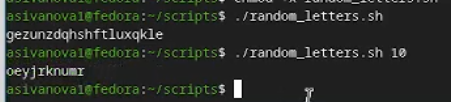 asivanova1@fedora:~/scripts$ ./random_letters.sh
gezunzdqhshftluxqkle
asivanova1@fedora:~/scripts$ ./random_letters.sh 10
oeyjrknumr
asivanova1@fedora:~/scripts$